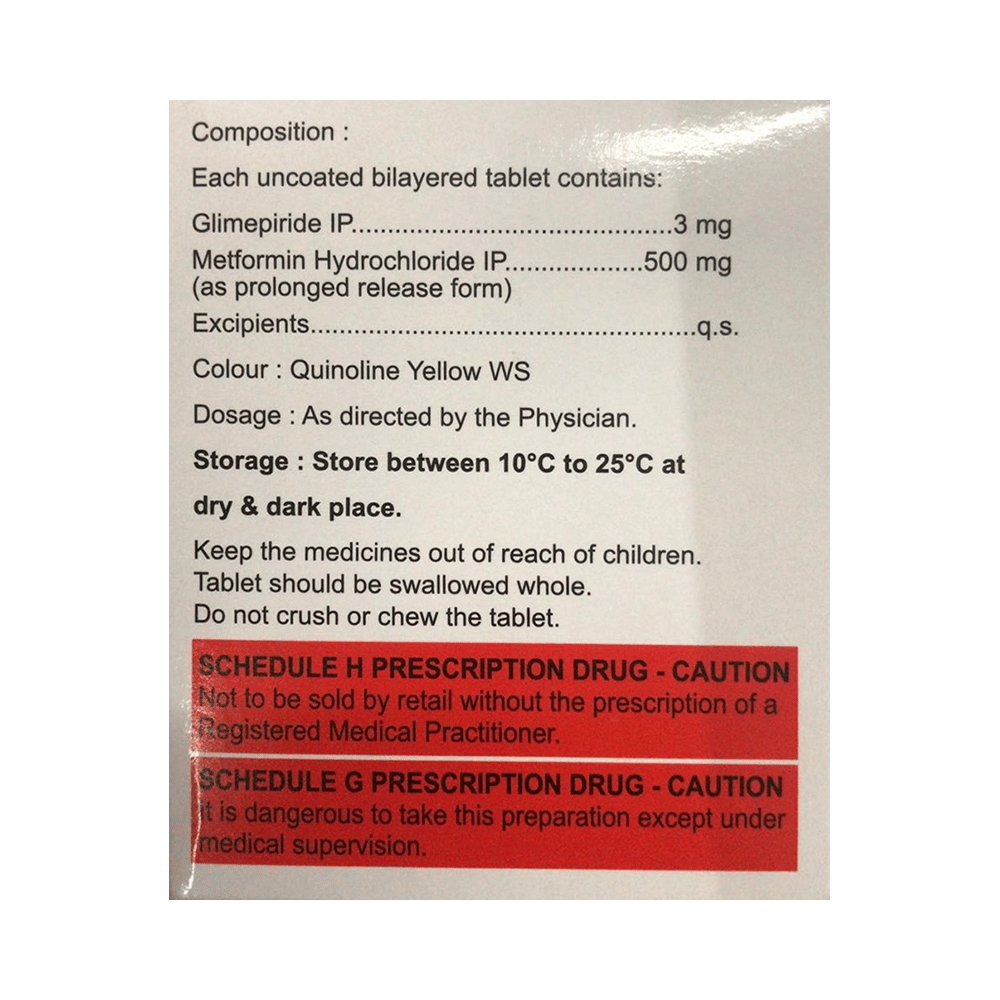 Composition :
Each uncoated bilayered tablet contains:
Glimepiride IP............................................3 mg
Metformin Hydrochloride IP...................500 mg
(as prolonged release form)
Excipients.....................................................q.s.
Colour : Quinoline Yellow WS
Dosage : As directed by the Physician.
Storage : Store between 10°C to 25°C at
dry & dark place.
Keep the medicines out of reach of children.
Tablet should be swallowed whole.
Do not crush or chew the tablet.
SCHEDULE H PRESCRIPTION DRUG - CAUTION
Not to be sold by retail without the prescription of a
Registered Medical Practitioner.
SCHEDULE G PRESCRIPTION DRUG - CAUTION
It is dangerous to take this preparation except under
medical supervision.